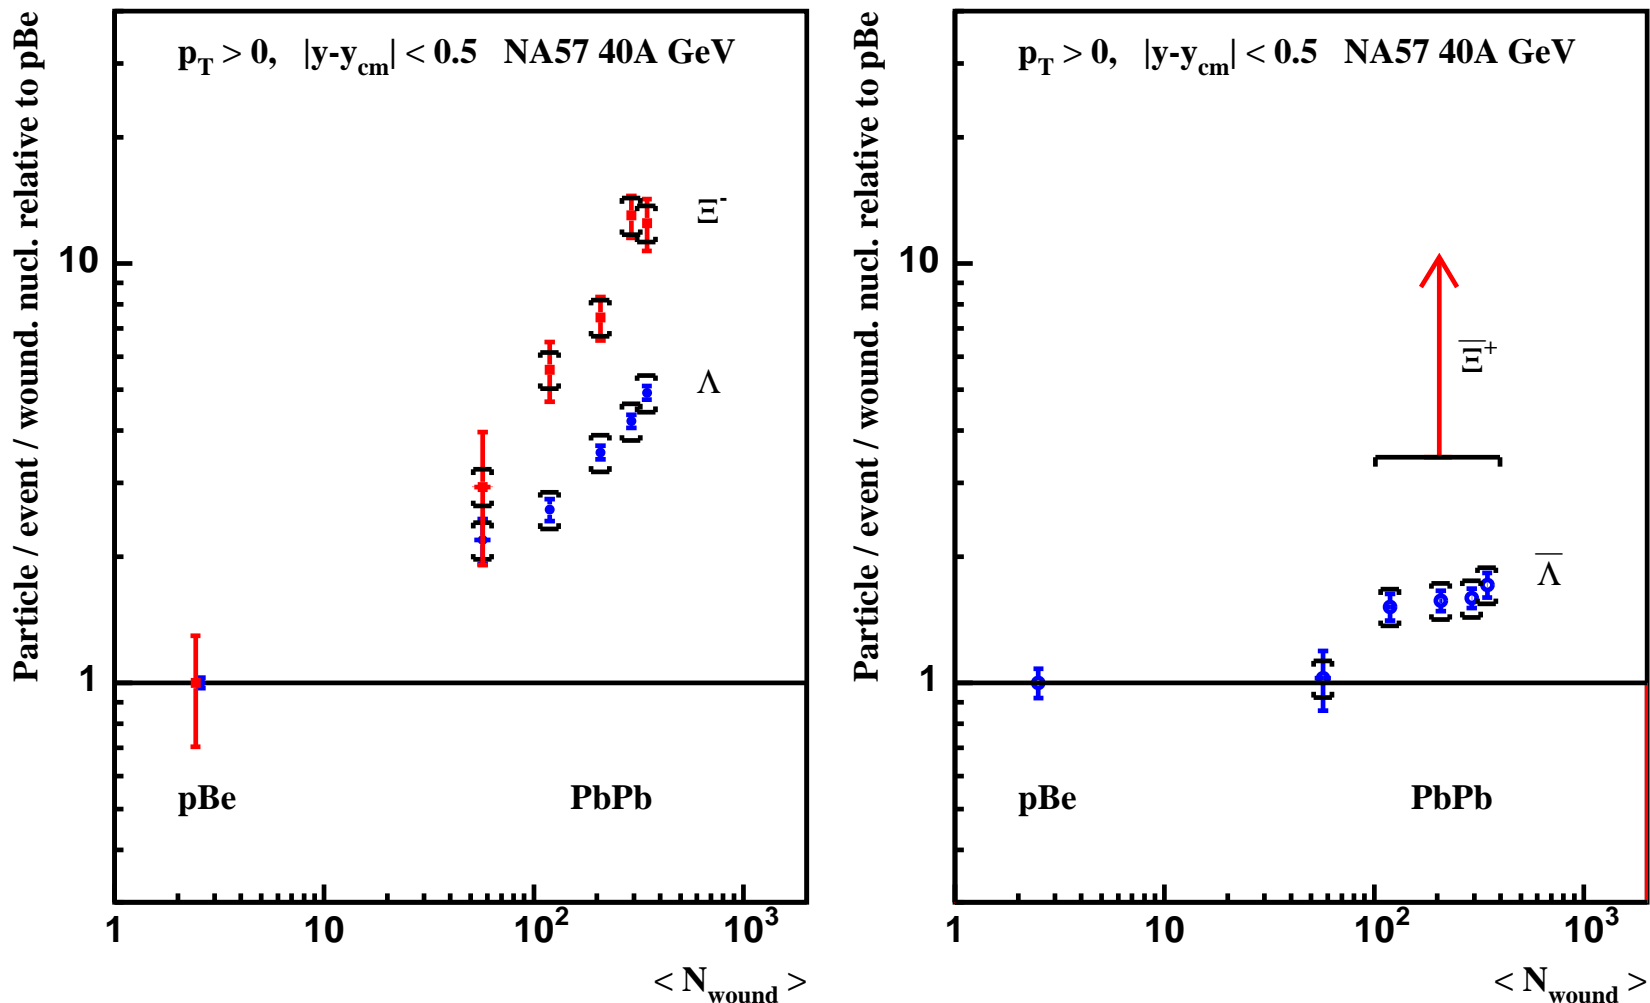 Particle / event / wound. nucl. relative to pBe
p_T > 0, |y-y_cm| < 0.5 NA57 40A GeV
10
1
Ξ⁻
Λ
pBe
PbPb
1
10
10²
10³
< N_wound >
Particle / event / wound. nucl. relative to pBe
p_T > 0, |y-y_cm| < 0.5 NA57 40A GeV
10
1
Ξ̅⁺
Λ̅
pBe
PbPb
1
10
10²
10³
< N_wound >